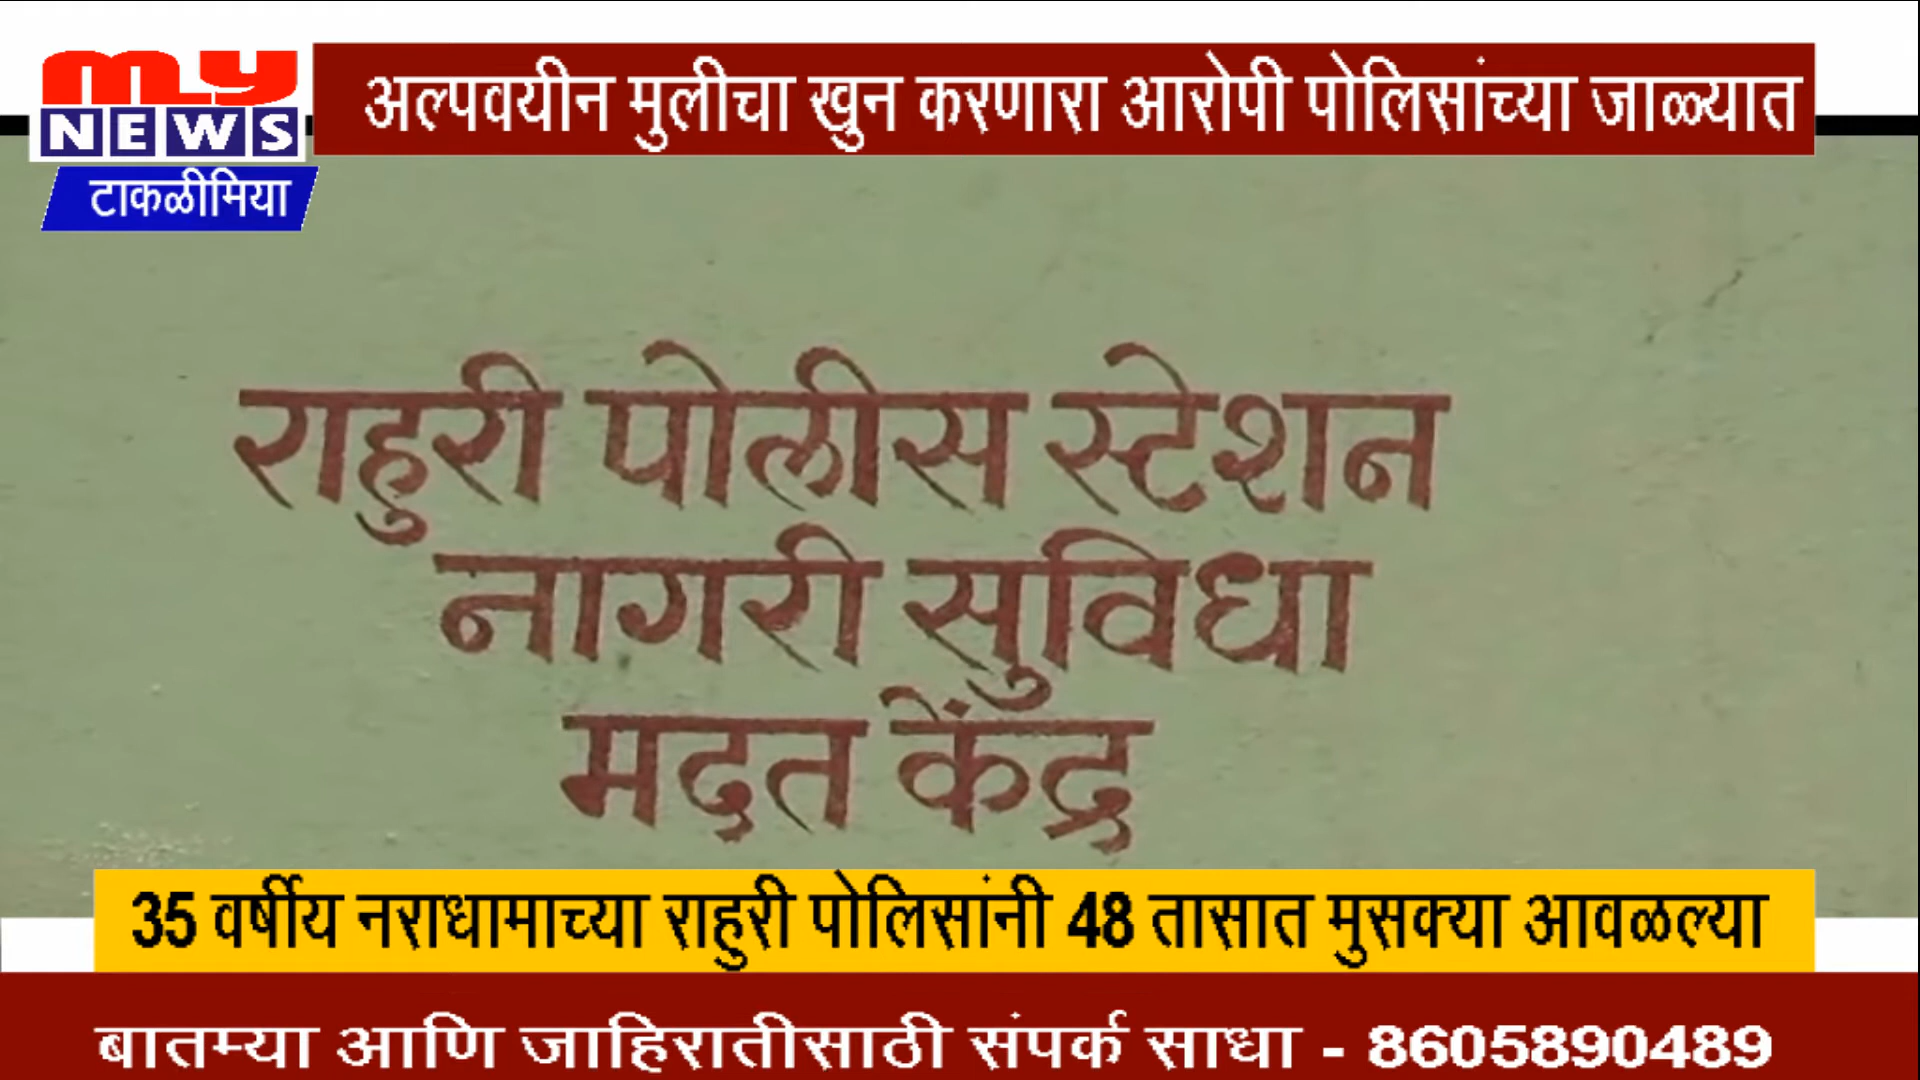 my
NEWS
टाकळीमिया
अल्पवयीन मुलीचा खुन करणारा आरोपी पोलिसांच्या जाळ्यात
राहुरी पोलीस स्टेशन
नागरी सुविधा
मदत केंद्र
35 वर्षीय नराधामाच्या राहुरी पोलिसांनी 48 तासात मुसक्या आवळल्या
बातम्या आणि जाहिरातीसाठी संपर्क साधा - 8605890489